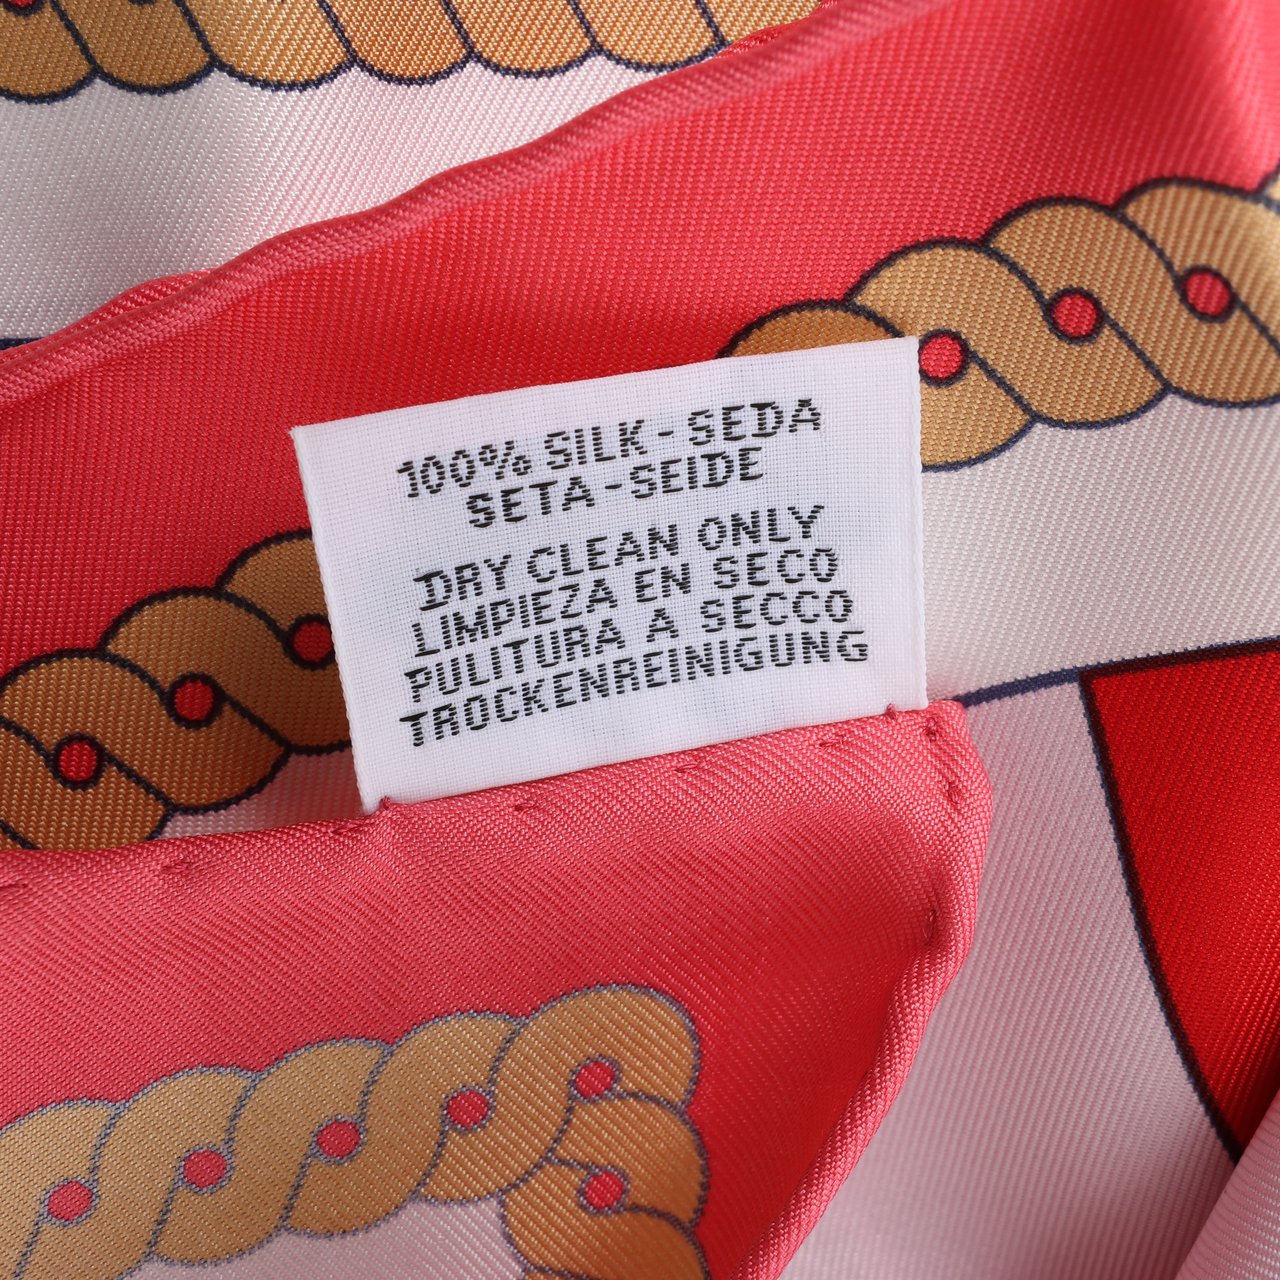 100% SILK - SEDA
SETA - SEIDE
DRY CLEAN ONLY
LIMPIEZA EN SECO
PULITURA A SECCO
TROCKENREINIGUNG